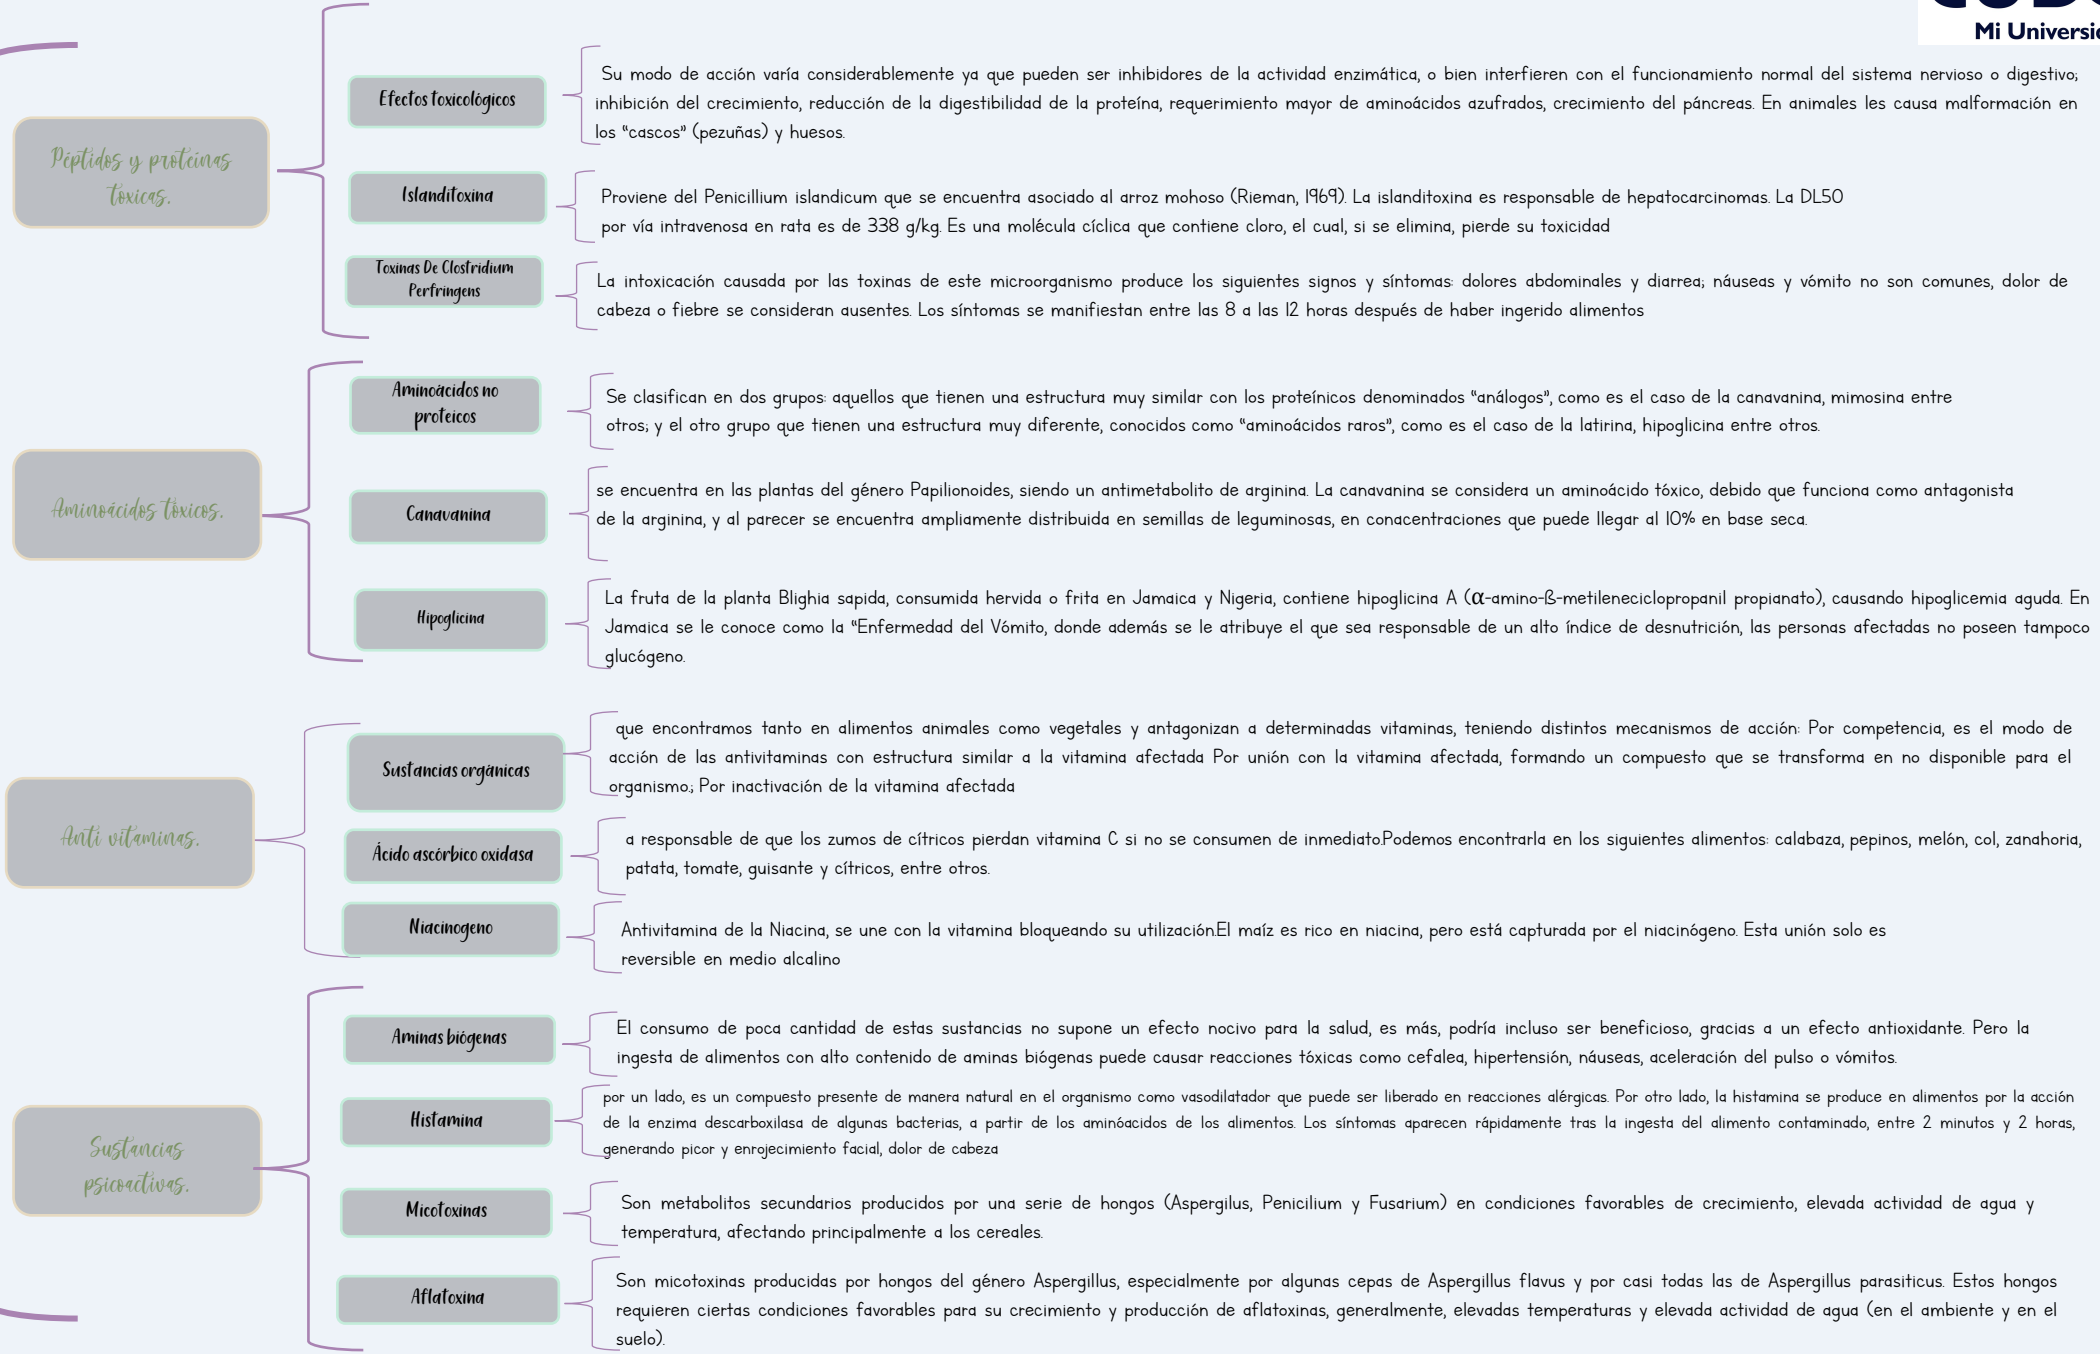 Mi Universid
Péptidos y proteínas
tóxicas.
Efectos toxicológicos
Su modo de acción varía considerablemente ya que pueden ser inhibidores de la actividad enzimática, o bien interfieren con el funcionamiento normal del sistema nervioso o digestivo;
inhibición del crecimiento, reducción de la digestibilidad de la proteína, requerimiento mayor de aminoácidos azufrados, crecimiento del páncreas. En animales les causa malformación en
los "cascos" (pezuñas) y huesos.
Islanditoxina
Proviene del Penicillium islandicum que se encuentra asociado al arroz mohoso (Rieman, 1969). La islanditoxina es responsable de hepatocarcinomas. La DL50
por vía intravenosa en rata es de 338 g/kg. Es una molécula cíclica que contiene cloro, el cual, si se elimina, pierde su toxicidad
Toxinas De Clostridium
Perfringens
La intoxicación causada por las toxinas de este microorganismo produce los siguientes signos y síntomas: dolores abdominales y diarrea; náuseas y vómito no son comunes, dolor de
cabeza o fiebre se consideran ausentes. Los síntomas se manifiestan entre las 8 a las 12 horas después de haber ingerido alimentos
Aminoácidos tóxicos.
Aminoácidos no
proteicos
Se clasifican en dos grupos: aquellos que tienen una estructura muy similar con los proteínicos denominados "análogos", como es el caso de la canavanina, mimosina entre
otros; y el otro grupo que tienen una estructura muy diferente, conocidos como "aminoácidos raros", como es el caso de la latirina, hipoglicina entre otros.
Canavanina
se encuentra en las plantas del género Papilionoides, siendo un antimetabolito de arginina. La canavanina se considera un aminoácido tóxico, debido que funciona como antagonista
de la arginina, y al parecer se encuentra ampliamente distribuida en semillas de leguminosas, en conacentraciones que puede llegar al 10% en base seca.
Hipoglicina
La fruta de la planta Blighia sapida, consumida hervida o frita en Jamaica y Nigeria, contiene hipoglicina A (α-amino-ß-metileneciclopropanil propianato), causando hipoglicemia aguda. En
Jamaica se le conoce como la "Enfermedad del Vómito, donde además se le atribuye el que sea responsable de un alto índice de desnutrición, las personas afectadas no poseen tampoco
glucógeno.
Anti vitaminas.
Sustancias orgánicas
que encontramos tanto en alimentos animales como vegetales y antagonizan a determinadas vitaminas, teniendo distintos mecanismos de acción: Por competencia, es el modo de
acción de las antivitaminas con estructura similar a la vitamina afectada Por unión con la vitamina afectada, formando un compuesto que se transforma en no disponible para el
organismo.; Por inactivación de la vitamina afectada
Ácido ascórbico oxidasa
a responsable de que los zumos de cítricos pierdan vitamina C si no se consumen de inmediato.Podemos encontrarla en los siguientes alimentos: calabaza, pepinos, melón, col, zanahoria,
patata, tomate, guisante y cítricos, entre otros.
Niacinogeno
Antivitamina de la Niacina, se une con la vitamina bloqueando su utilización.El maíz es rico en niacina, pero está capturada por el niacinógeno. Esta unión solo es
reversible en medio alcalino
Sustancias
psicoactivas.
Aminas biógenas
El consumo de poca cantidad de estas sustancias no supone un efecto nocivo para la salud, es más, podría incluso ser beneficioso, gracias a un efecto antioxidante. Pero la
ingesta de alimentos con alto contenido de aminas biógenas puede causar reacciones tóxicas como cefalea, hipertensión, náuseas, aceleración del pulso o vómitos.
Histamina
por un lado, es un compuesto presente de manera natural en el organismo como vasodilatador que puede ser liberado en reacciones alérgicas. Por otro lado, la histamina se produce en alimentos por la acción
de la enzima descarboxilasa de algunas bacterias, a partir de los aminóacidos de los alimentos. Los síntomas aparecen rápidamente tras la ingesta del alimento contaminado, entre 2 minutos y 2 horas,
generando picor y enrojecimiento facial, dolor de cabeza
Micotoxinas
Son metabolitos secundarios producidos por una serie de hongos (Aspergilus, Penicilium y Fusarium) en condiciones favorables de crecimiento, elevada actividad de agua y
temperatura, afectando principalmente a los cereales.
Aflatoxina
Son micotoxinas producidas por hongos del género Aspergillus, especialmente por algunas cepas de Aspergillus flavus y por casi todas las de Aspergillus parasiticus. Estos hongos
requieren ciertas condiciones favorables para su crecimiento y producción de aflatoxinas, generalmente, elevadas temperaturas y elevada actividad de agua (en el ambiente y en el
suelo).